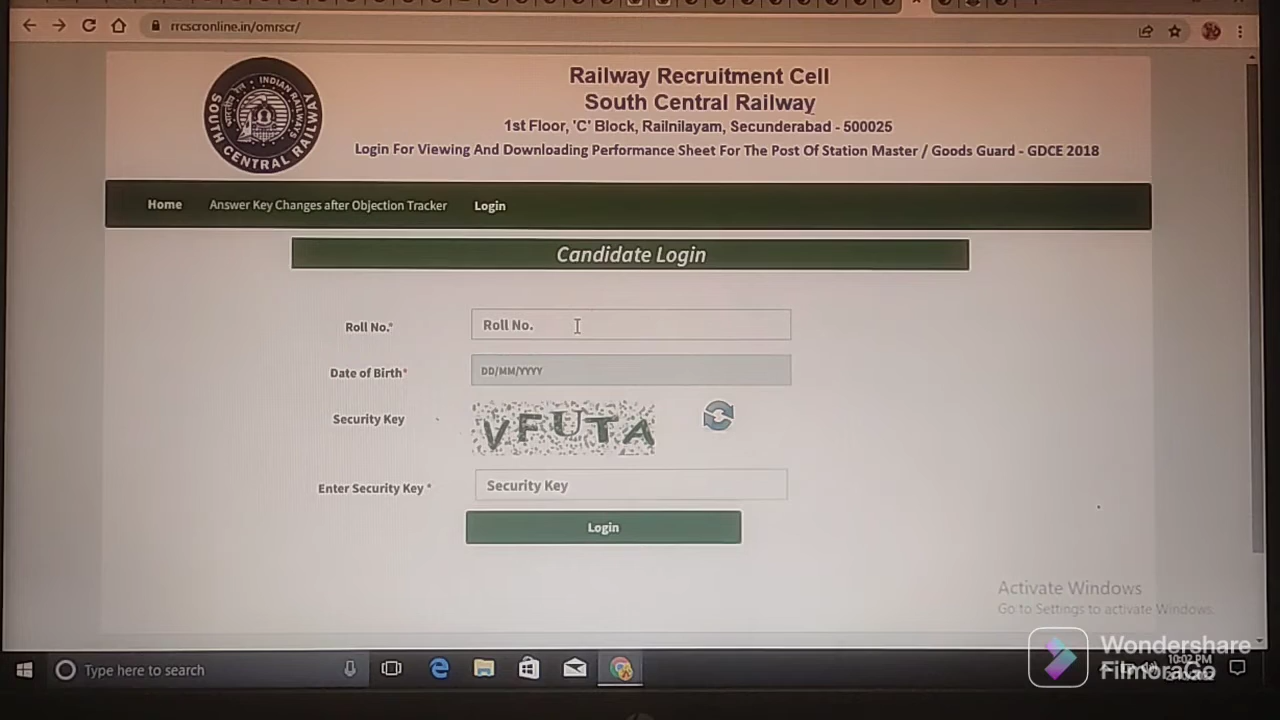 rrcscronline.in/omrscr/
INDIAN RAILWAYS
SOUTH CENTRAL RAILWAY
Railway Recruitment Cell
South Central Railway
1st Floor, 'C' Block, Railnilayam, Secunderabad - 500025
Login For Viewing And Downloading Performance Sheet For The Post Of Station Master / Goods Guard - GDCE 2018
Home Answer Key Changes after Objection Tracker Login
Candidate Login
Roll No.* Roll No.
Date of Birth* DD/MM/YYYY
Security Key VFUTA
Enter Security Key * Security Key
Login
Activate Windows
Go to Settings to activate Windows.
Wondershare
FilmoraGo
Type here to search
10:02 PM